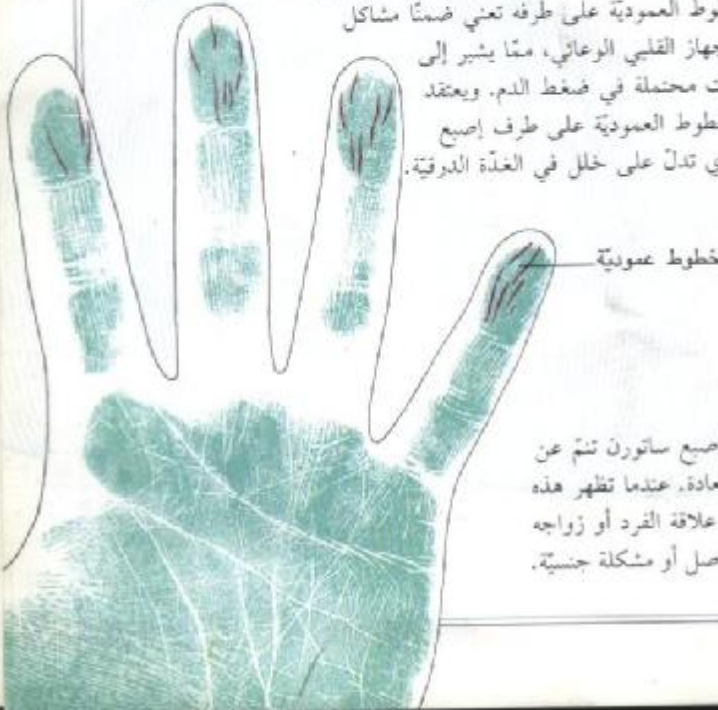 وط العموديّة على طرفه تعني ضمنًا مشاكل
جهاز القلبي الوعائي، ممّا يشير إلى
ت محتملة في ضغط الدم. ويعتقد
خطوط العموديّة على طرف إصبع
ي تدلّ على خلل في الغدّة الدرقيّة.
خطوط عموديّة
صبع ساتورن تنمّ عن
عادة. عندما تظهر هذه
علاقة الفرد أو زواجه
صل أو مشكلة جنسيّة.